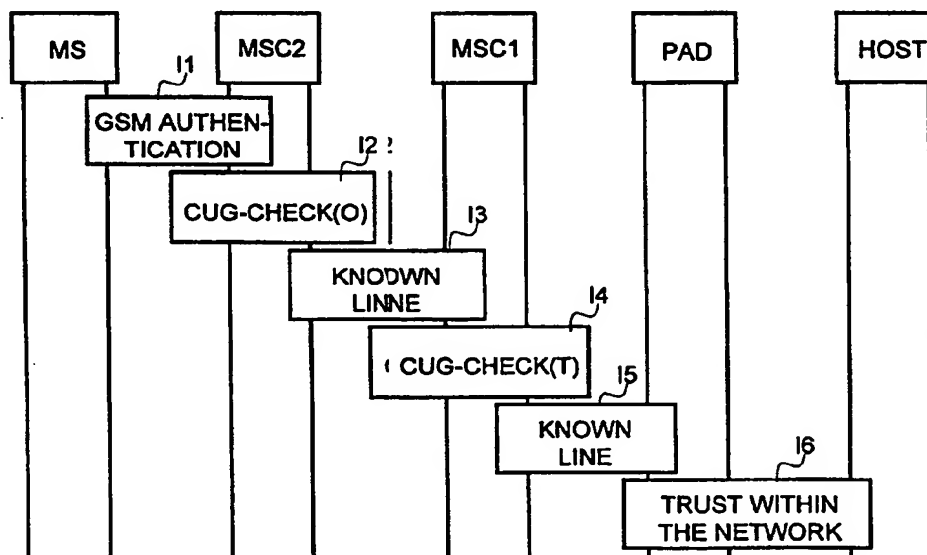 MS MSC2 MSC1 PAD HOST
I1
GSM AUTHEN-
TICATION
I2
CUG-CHECK(O)
I3
KNODWN
LINNE
I4
CUG-CHECK(T)
I5
KNOWN
LINE
I6
TRUST WITHIN
THE NETWORK